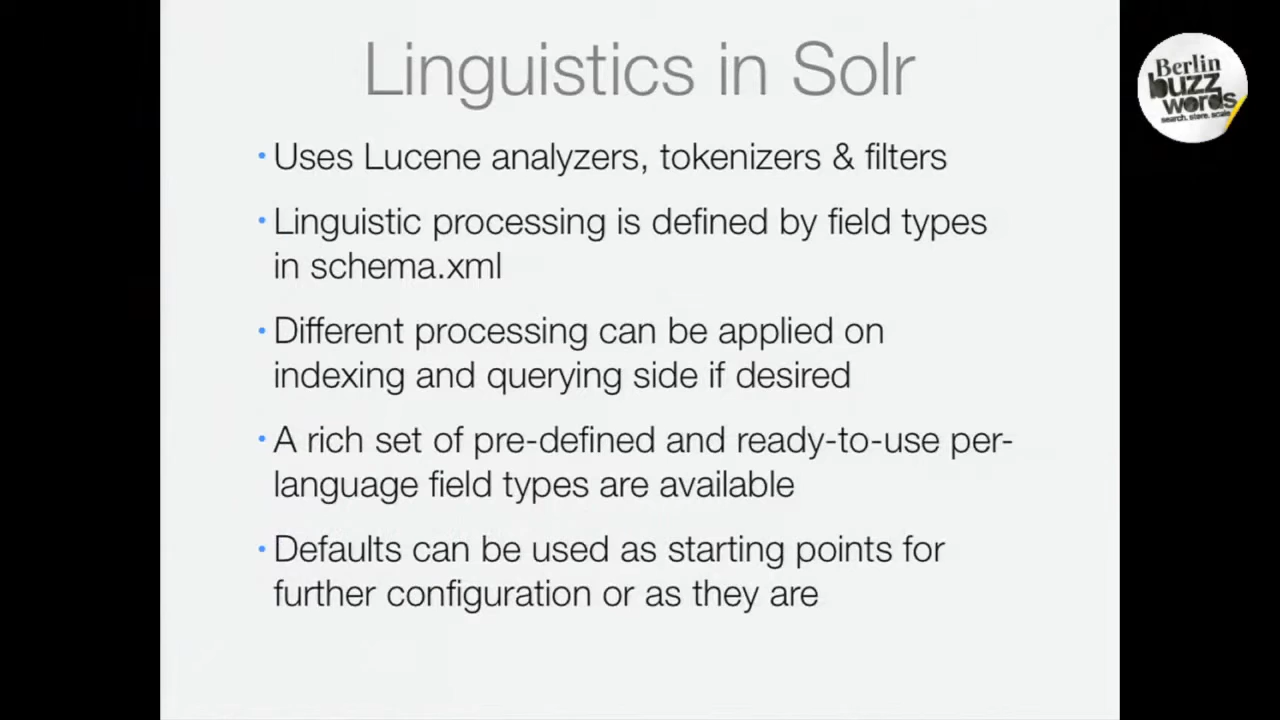 Linguistics in Solr
• Uses Lucene analyzers, tokenizers & filters
• Linguistic processing is defined by field types
in schema.xml
• Different processing can be applied on
indexing and querying side if desired
• A rich set of pre-defined and ready-to-use per-
language field types are available
• Defaults can be used as starting points for
further configuration or as they are
Berlin
buzz
words
search. store. scale